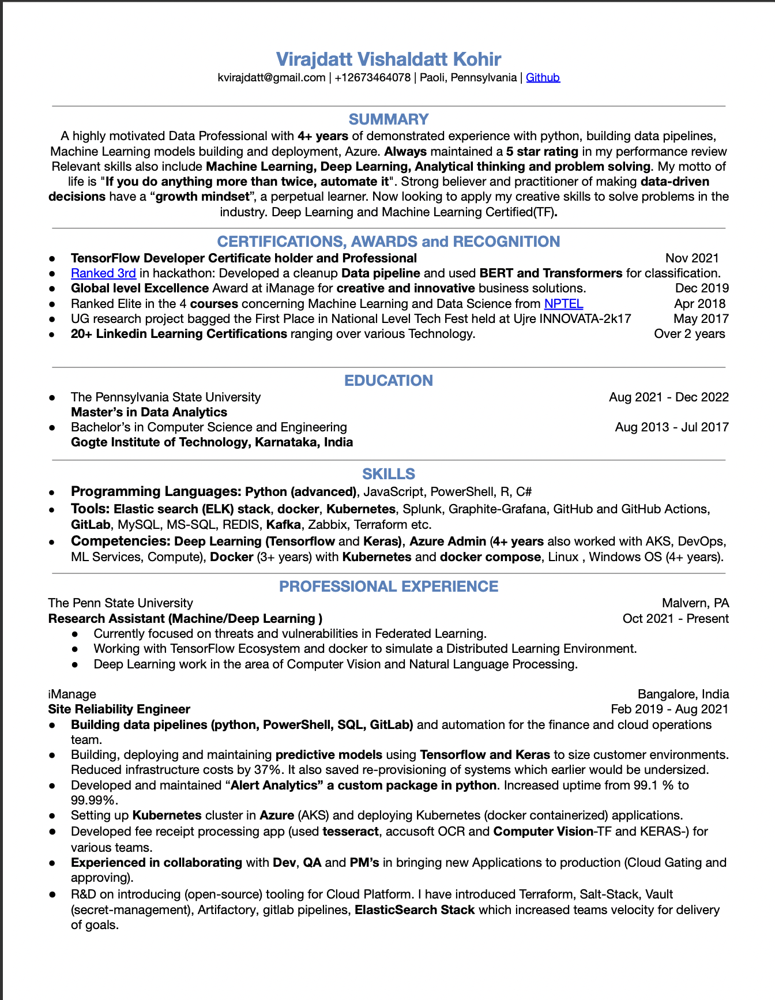 Virajdatt Vishaldatt Kohir
kvirajdatt@gmail.com | +12673464078 | Paoli, Pennsylvania | Github
SUMMARY
A highly motivated Data Professional with 4+ years of demonstrated experience with python, building data pipelines,
Machine Learning models building and deployment, Azure. Always maintained a 5 star rating in my performance review
Relevant skills also include Machine Learning, Deep Learning, Analytical thinking and problem solving. My motto of
life is "If you do anything more than twice, automate it". Strong believer and practitioner of making data-driven
decisions have a “growth mindset”, a perpetual learner. Now looking to apply my creative skills to solve problems in the
industry. Deep Learning and Machine Learning Certified(TF).
CERTIFICATIONS, AWARDS and RECOGNITION
● TensorFlow Developer Certificate holder and Professional Nov 2021
● Ranked 3rd in hackathon: Developed a cleanup Data pipeline and used BERT and Transformers for classification.
● Global level Excellence Award at iManage for creative and innovative business solutions. Dec 2019
● Ranked Elite in the 4 courses concerning Machine Learning and Data Science from NPTEL Apr 2018
● UG research project bagged the First Place in National Level Tech Fest held at Ujre INNOVATA-2k17 May 2017
● 20+ Linkedin Learning Certifications ranging over various Technology. Over 2 years
EDUCATION
● The Pennsylvania State University Aug 2021 - Dec 2022
Master’s in Data Analytics
● Bachelor’s in Computer Science and Engineering Aug 2013 - Jul 2017
Gogte Institute of Technology, Karnataka, India
SKILLS
● Programming Languages: Python (advanced), JavaScript, PowerShell, R, C#
● Tools: Elastic search (ELK) stack, docker, Kubernetes, Splunk, Graphite-Grafana, GitHub and GitHub Actions,
GitLab, MySQL, MS-SQL, REDIS, Kafka, Zabbix, Terraform etc.
● Competencies: Deep Learning (Tensorflow and Keras), Azure Admin (4+ years also worked with AKS, DevOps,
ML Services, Compute), Docker (3+ years) with Kubernetes and docker compose, Linux , Windows OS (4+ years).
PROFESSIONAL EXPERIENCE
The Penn State University Malvern, PA
Research Assistant (Machine/Deep Learning ) Oct 2021 - Present
● Currently focused on threats and vulnerabilities in Federated Learning.
● Working with TensorFlow Ecosystem and docker to simulate a Distributed Learning Environment.
● Deep Learning work in the area of Computer Vision and Natural Language Processing.
iManage Bangalore, India
Site Reliability Engineer Feb 2019 - Aug 2021
● Building data pipelines (python, PowerShell, SQL, GitLab) and automation for the finance and cloud operations
team.
● Building, deploying and maintaining predictive models using Tensorflow and Keras to size customer environments.
Reduced infrastructure costs by 37%. It also saved re-provisioning of systems which earlier would be undersized.
● Developed and maintained “Alert Analytics” a custom package in python. Increased uptime from 99.1 % to
99.99%.
● Setting up Kubernetes cluster in Azure (AKS) and deploying Kubernetes (docker containerized) applications.
● Developed fee receipt processing app (used tesseract, accusoft OCR and Computer Vision-TF and KERAS-) for
various teams.
● Experienced in collaborating with Dev, QA and PM’s in bringing new Applications to production (Cloud Gating and
approving).
● R&D on introducing (open-source) tooling for Cloud Platform. I have introduced Terraform, Salt-Stack, Vault
(secret-management), Artifactory, gitlab pipelines, ElasticSearch Stack which increased teams velocity for delivery
of goals.